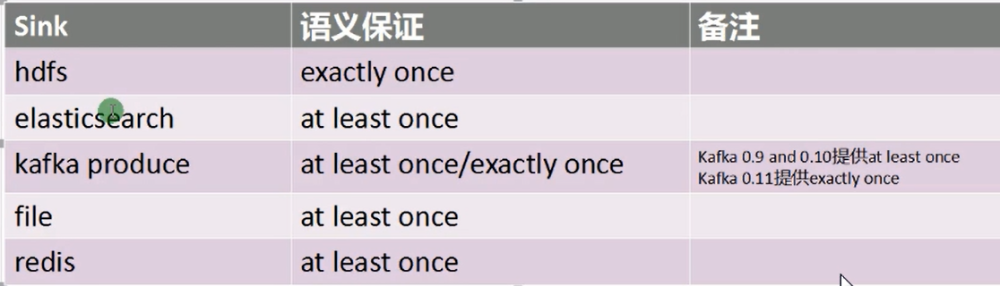 Sink 语义保证 备注
hdfs exactly once
elasticsearch at least once
kafka produce at least once/exactly once Kafka 0.9 and 0.10提供at least once
Kafka 0.11提供exactly once
file at least once
redis at least once